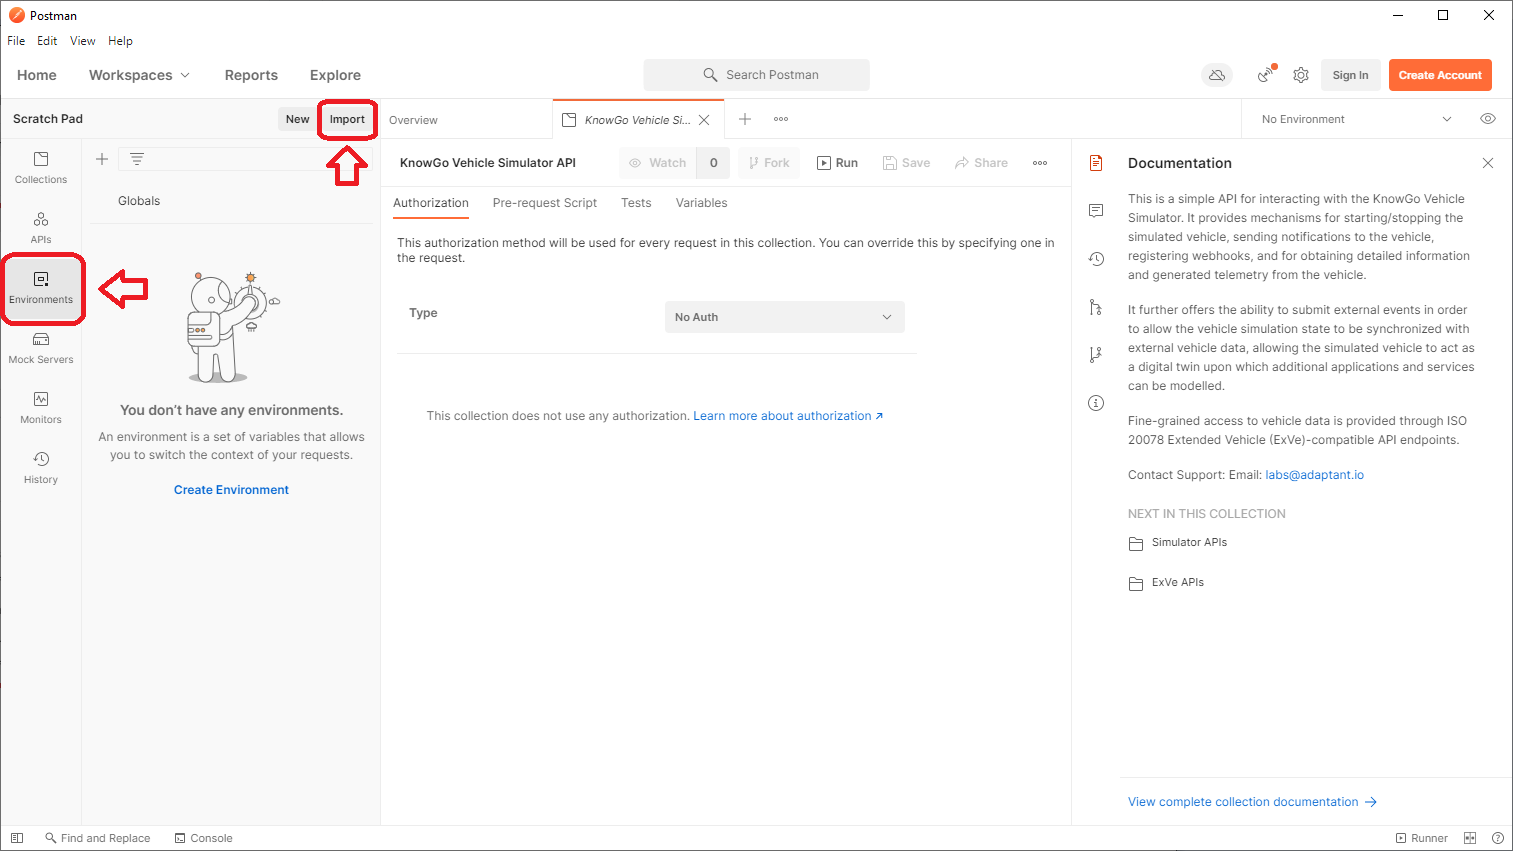 Postman
File Edit View Help
Home Workspaces Reports Explore
Search Postman
Sign In
Create Account
Scratch Pad
New
Import
Overview
KnowGo Vehicle Si...
No Environment
Collections
APIs
Environments
Mock Servers
Monitors
History
Globals
You don't have any environments.
An environment is a set of variables that allows
you to switch the context of your requests.
Create Environment
KnowGo Vehicle Simulator API
Watch 0
Fork
Run
Save
Share
Authorization Pre-request Script Tests Variables
This authorization method will be used for every request in this collection. You can override this by specifying one in
the request.
Type
No Auth
This collection does not use any authorization. Learn more about authorization ↗
Documentation
This is a simple API for interacting with the KnowGo Vehicle
Simulator. It provides mechanisms for starting/stopping the
simulated vehicle, sending notifications to the vehicle,
registering webhooks, and for obtaining detailed information
and generated telemetry from the vehicle.
It further offers the ability to submit external events in order
to allow the vehicle simulation state to be synchronized with
external vehicle data, allowing the simulated vehicle to act as
a digital twin upon which additional applications and services
can be modelled.
Fine-grained access to vehicle data is provided through ISO
20078 Extended Vehicle (ExVe)-compatible API endpoints.
Contact Support: Email: labs@adaptant.io
NEXT IN THIS COLLECTION
Simulator APIs
ExVe APIs
View complete collection documentation →
Find and Replace
Console
Runner